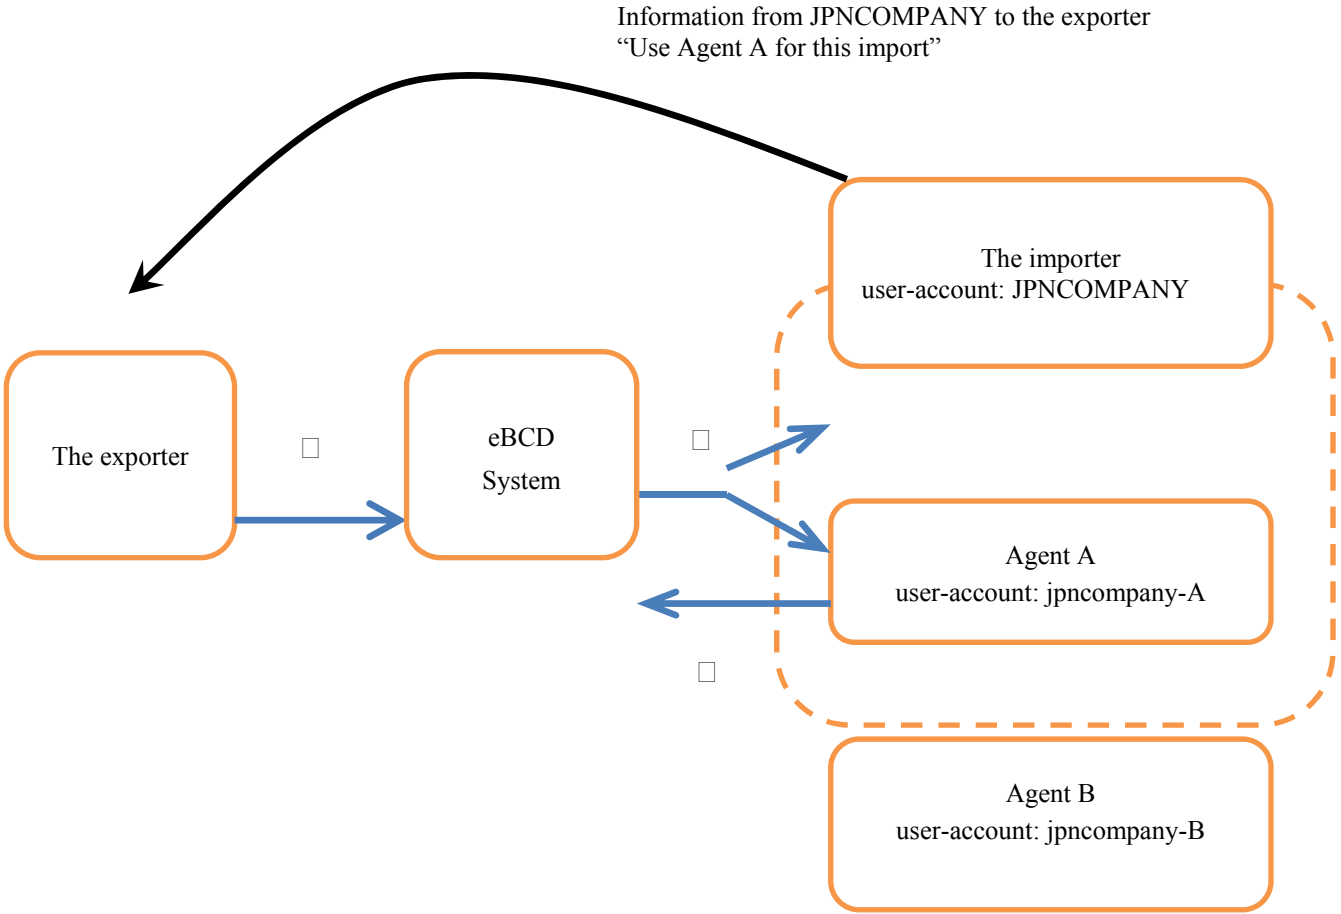 Information from JPNCOMPANY to the exporter
“Use Agent A for this import”
The importer
user-account: JPNCOMPANY
The exporter
eBCD
System
Agent A
user-account: jpncompany-A
Agent B
user-account: jpncompany-B